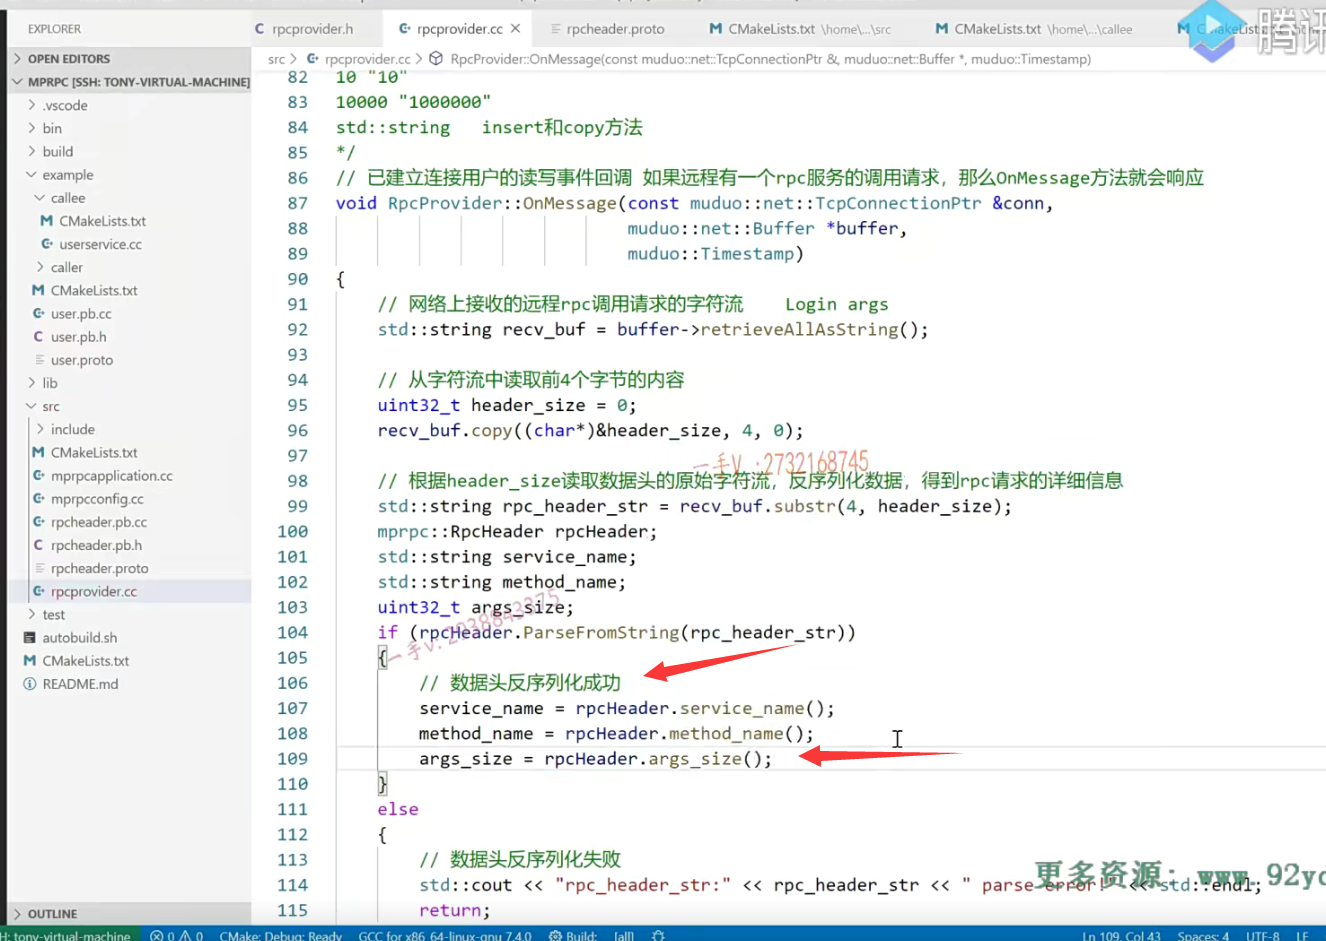 EXPLORER
OPEN EDITORS
MPRPC [SSH: TONY-VIRTUAL-MACHINE]
.vscode
bin
build
example
callee
CMakeLists.txt
userservice.cc
caller
CMakeLists.txt
user.pb.cc
user.pb.h
user.proto
lib
src
include
CMakeLists.txt
mprpcapplication.cc
mprpcconfig.cc
rpcheader.pb.cc
rpcheader.pb.h
rpcheader.proto
rpcprovider.cc
test
autobuild.sh
CMakeLists.txt
README.md
OUTLINE
rpcprovider.h rpcprovider.cc rpcheader.proto CMakeLists.txt \home\...\src CMakeLists.txt \home\...\callee
腾讯
src > rpcprovider.cc > RpcProvider::OnMessage(const muduo::net::TcpConnectionPtr &, muduo::net::Buffer *, muduo::Timestamp)
82 10 "10"
83 10000 "1000000"
84 std::string insert和copy方法
85 */
86 // 已建立连接用户的读写事件回调 如果远程有一个rpc服务的调用请求，那么OnMessage方法就会响应
87 void RpcProvider::OnMessage(const muduo::net::TcpConnectionPtr &conn,
88 muduo::net::Buffer *buffer,
89 muduo::Timestamp)
90 {
91 // 网络上接收的远程rpc调用请求的字符流 Login args
92 std::string recv_buf = buffer->retrieveAllAsString();
93
94 // 从字符流中读取前4个字节的内容
95 uint32_t header_size = 0;
96 recv_buf.copy((char*)&header_size, 4, 0);
97
一手V :2732168745
98 // 根据header_size读取数据头的原始字符流，反序列化数据，得到rpc请求的详细信息
99 std::string rpc_header_str = recv_buf.substr(4, header_size);
100 mprpc::RpcHeader rpcHeader;
101 std::string service_name;
102 std::string method_name;
103 uint32_t args_size;
104 if (rpcHeader.ParseFromString(rpc_header_str))
105 {
106 // 数据头反序列化成功
107 service_name = rpcHeader.service_name();
108 method_name = rpcHeader.method_name();
109 args_size = rpcHeader.args_size();
110 }
111 else
112 {
113 // 数据头反序列化失败
114 std::cout << "rpc_header_str:" << rpc_header_str << " parse error!" << std::endl;
115 return;
更多资源：www.92yc
H: tony-virtual-machine 0 0 CMake: Debug: Ready GCC for x86_64-linux-gnu 7.4.0 Build: [all] Ln 109, Col 43 Spaces: 4 UTF-8 LF